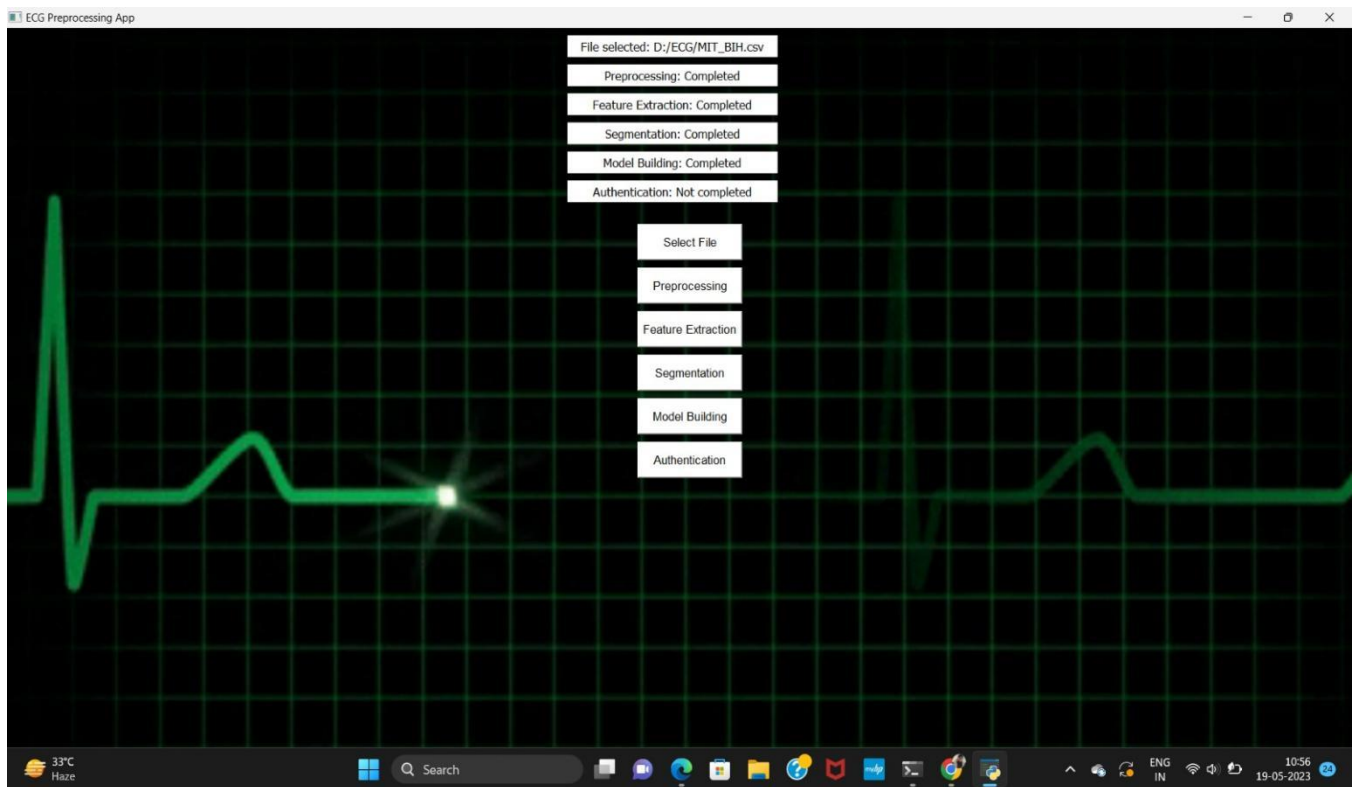 ECG Preprocessing App
File selected: D:/ECG/MIT_BIH.csv
Preprocessing: Completed
Feature Extraction: Completed
Segmentation: Completed
Model Building: Completed
Authentication: Not completed
Select File
Preprocessing
Feature Extraction
Segmentation
Model Building
Authentication
33°C
Haze
Search
myhp
ENG
IN
10:56
19-05-2023
24